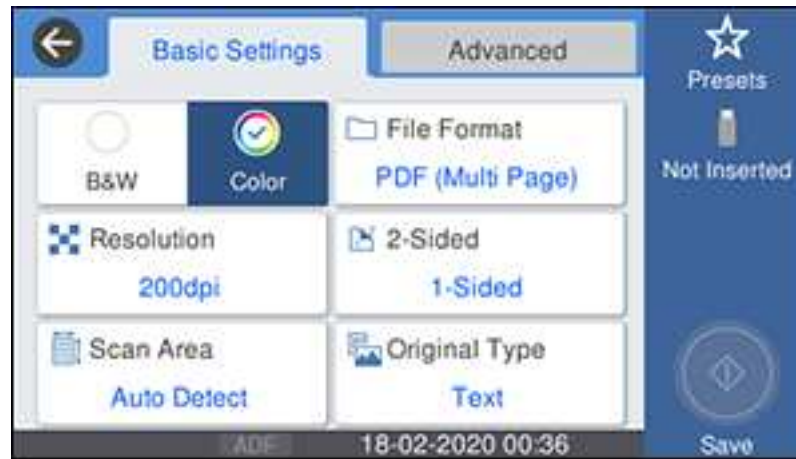 Basic Settings
Advanced
Presets
Not Inserted
B&W
Color
File Format
PDF (Multi Page)
Resolution
200dpi
2-Sided
1-Sided
Scan Area
Auto Detect
Original Type
Text
ADF
18-02-2020 00:36
Save